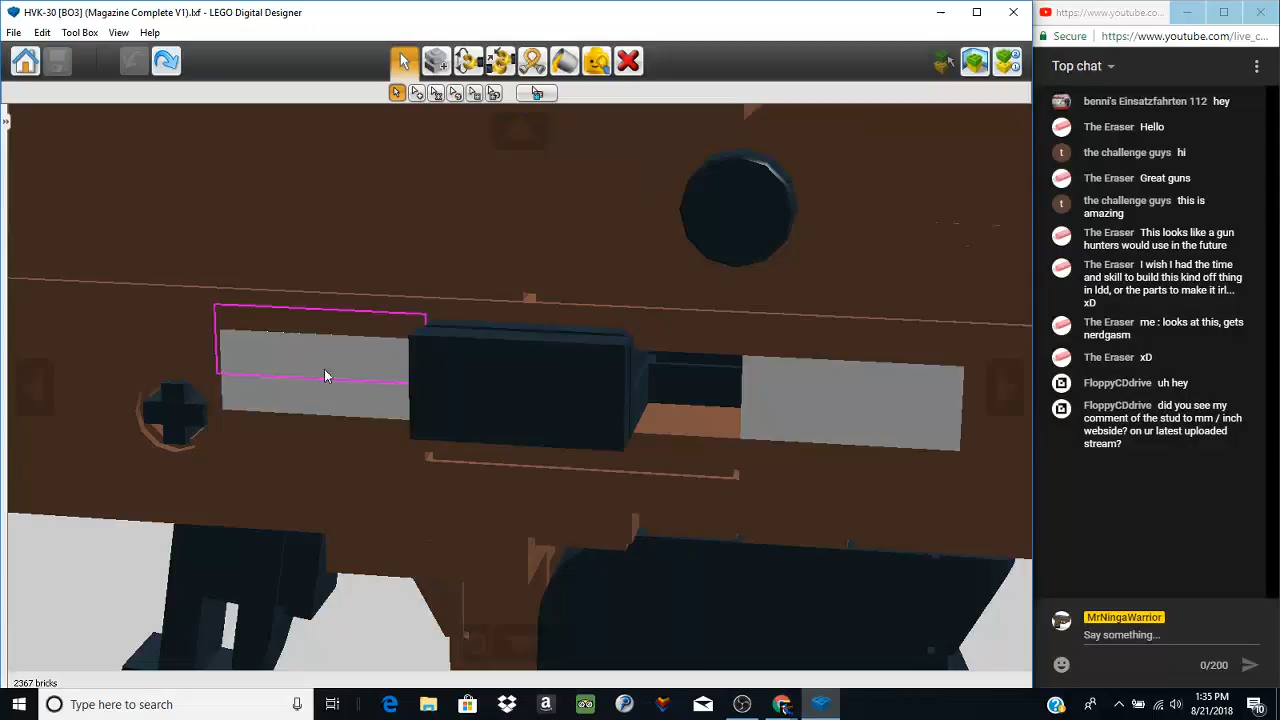 HVK-30 [BO3] (Magazine Complete V1).lxf - LEGO Digital Designer
File Edit Tool Box View Help
2367 bricks
https://www.youtube.co...
Secure https://www.youtube.com/live_c...
Top chat
benni's Einsatzfahrten 112 hey
The Eraser Hello
the challenge guys hi
The Eraser Great guns
the challenge guys this is
amazing
The Eraser This looks like a gun
hunters would use in the future
The Eraser I wish I had the time
and skill to build this kind off thing
in ldd, or the parts to make it irl...
xD
The Eraser me : looks at this, gets
nerdgasm
The Eraser xD
FloppyCDdrive uh hey
FloppyCDdrive did you see my
comment of the stud to mm / inch
webside? on ur latest uploaded
stream?
MrNingaWarrior
Say something...
0/200
Type here to search
1:35 PM
8/21/2018